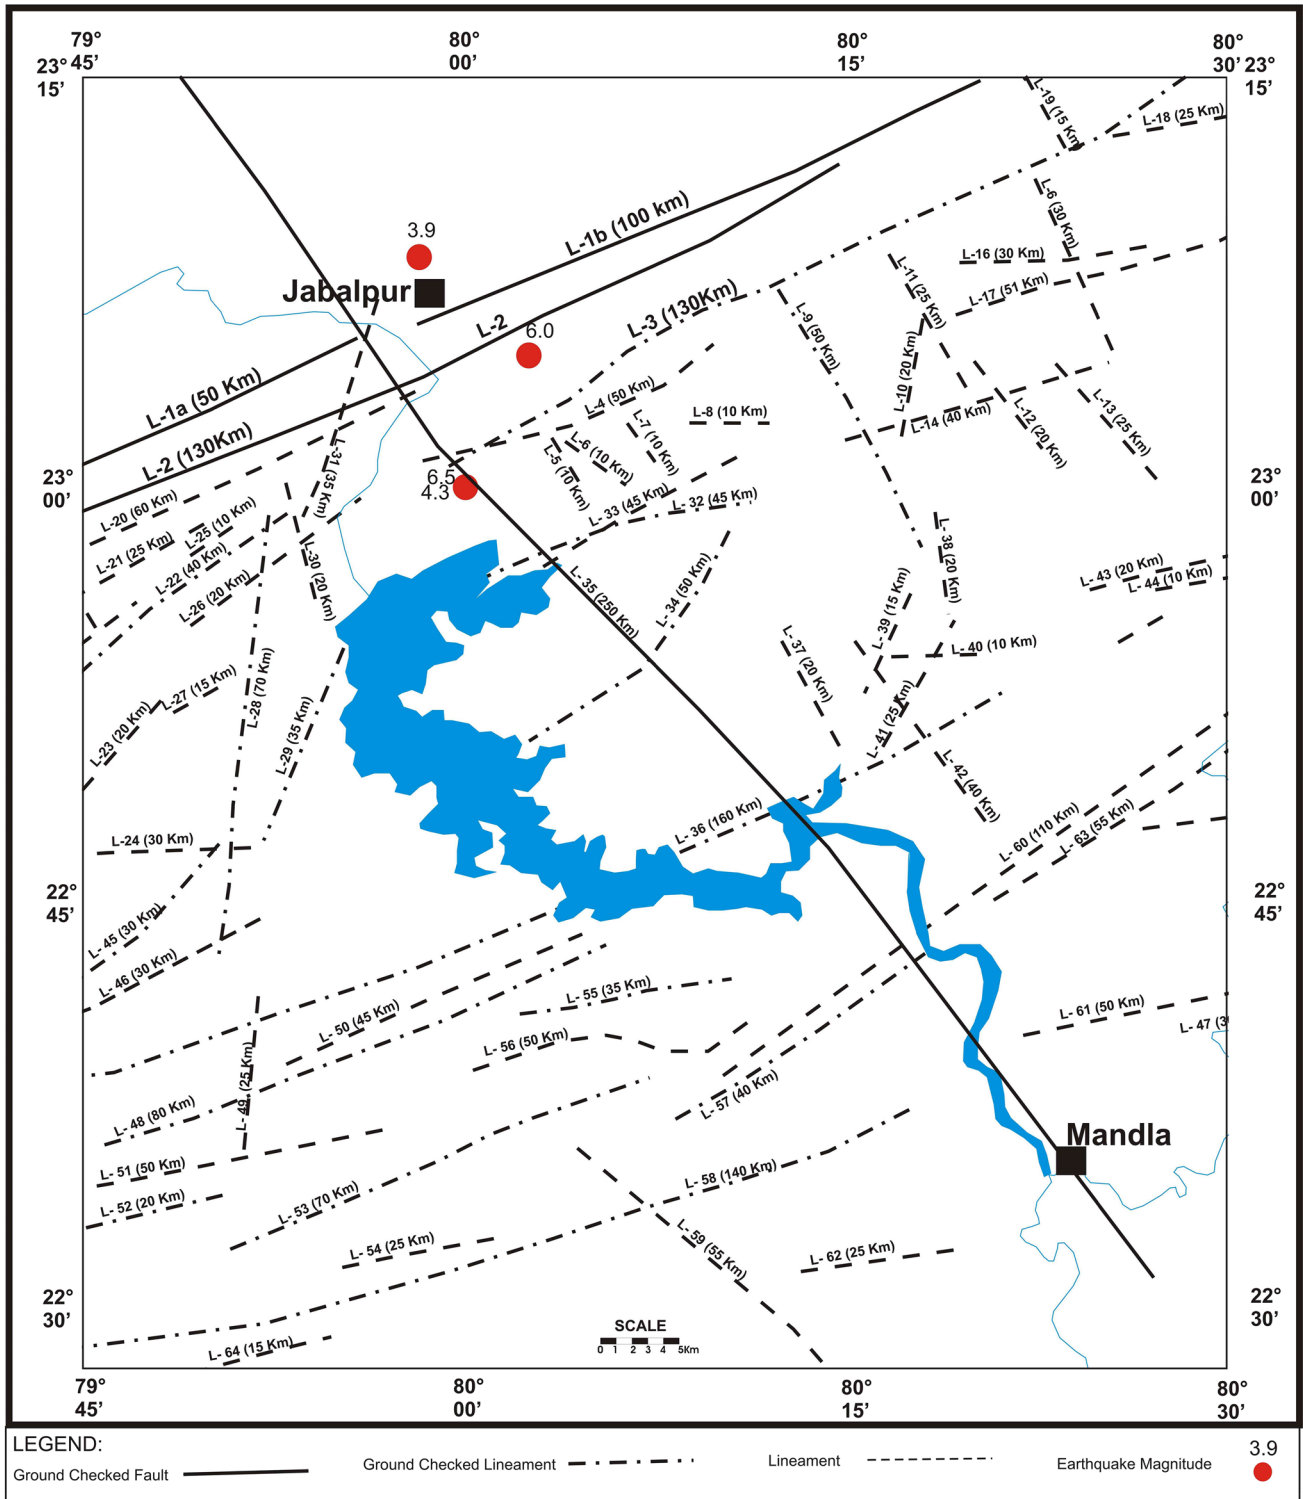 79°
45’
80°
00’
80°
15’
80°
30’
23°
15’
23°
15’
L-19 (15 Km)
L-18 (25 Km)
L-6 (30 Km)
3.9
L-1b (100 km)
L-16 (30 Km)
L-11 (25 Km)
L-17 (51 Km)
Jabalpur
L-2
6.0
L-3 (130Km)
L-9 (50 Km)
L-10 (20 Km)
L-1a (50 Km)
L-4 (50 Km)
L-7 (10 Km)
L-8 (10 Km)
L-14 (40 Km)
L-12 (20 Km)
L-13 (25 Km)
L-2 (130Km)
L-31 (35 Km)
L-5 (10 Km)
L-6 (10 Km)
6.5
4.3
23°
00’
23°
00’
L-20 (60 Km)
L-25 (10 Km)
L- 33 (45 Km)
L- 32 (45 Km)
L-21 (25 Km)
L-22 (40 Km)
L-26 (20 Km)
L-30 (20 Km)
L- 35 (250 Km)
L- 34 (50 Km)
L- 38 (20 Km)
L- 39 (15 Km)
L- 43 (20 Km)
L- 44 (10 Km)
L- 37 (20 Km)
L- 40 (10 Km)
L-27 (15 Km)
L-28 (70 Km)
L-23 (20 Km)
L-29 (35 Km)
L- 41 (25 Km)
L- 42 (40 Km)
L-24 (30 Km)
L- 36 (160 Km)
L- 60 (110 Km)
L- 63 (55 Km)
22°
45’
22°
45’
L- 45 (30 Km)
L- 46 (30 Km)
L- 50 (45 Km)
L- 55 (35 Km)
L- 61 (50 Km)
L- 47 (3
L- 56 (50 Km)
L- 49 (25 Km)
L- 48 (80 Km)
L- 57 (40 Km)
Mandla
L- 51 (50 Km)
L- 52 (20 Km)
L- 53 (70 Km)
L- 58 (140 Km)
L- 54 (25 Km)
L- 59 (55 Km)
L- 62 (25 Km)
22°
30’
22°
30’
L- 64 (15 Km)
SCALE
0 1 2 3 4 5Km
79°
45’
80°
00’
80°
15’
80°
30’
LEGEND:
Ground Checked Fault
Ground Checked Lineament
Lineament
Earthquake Magnitude
3.9